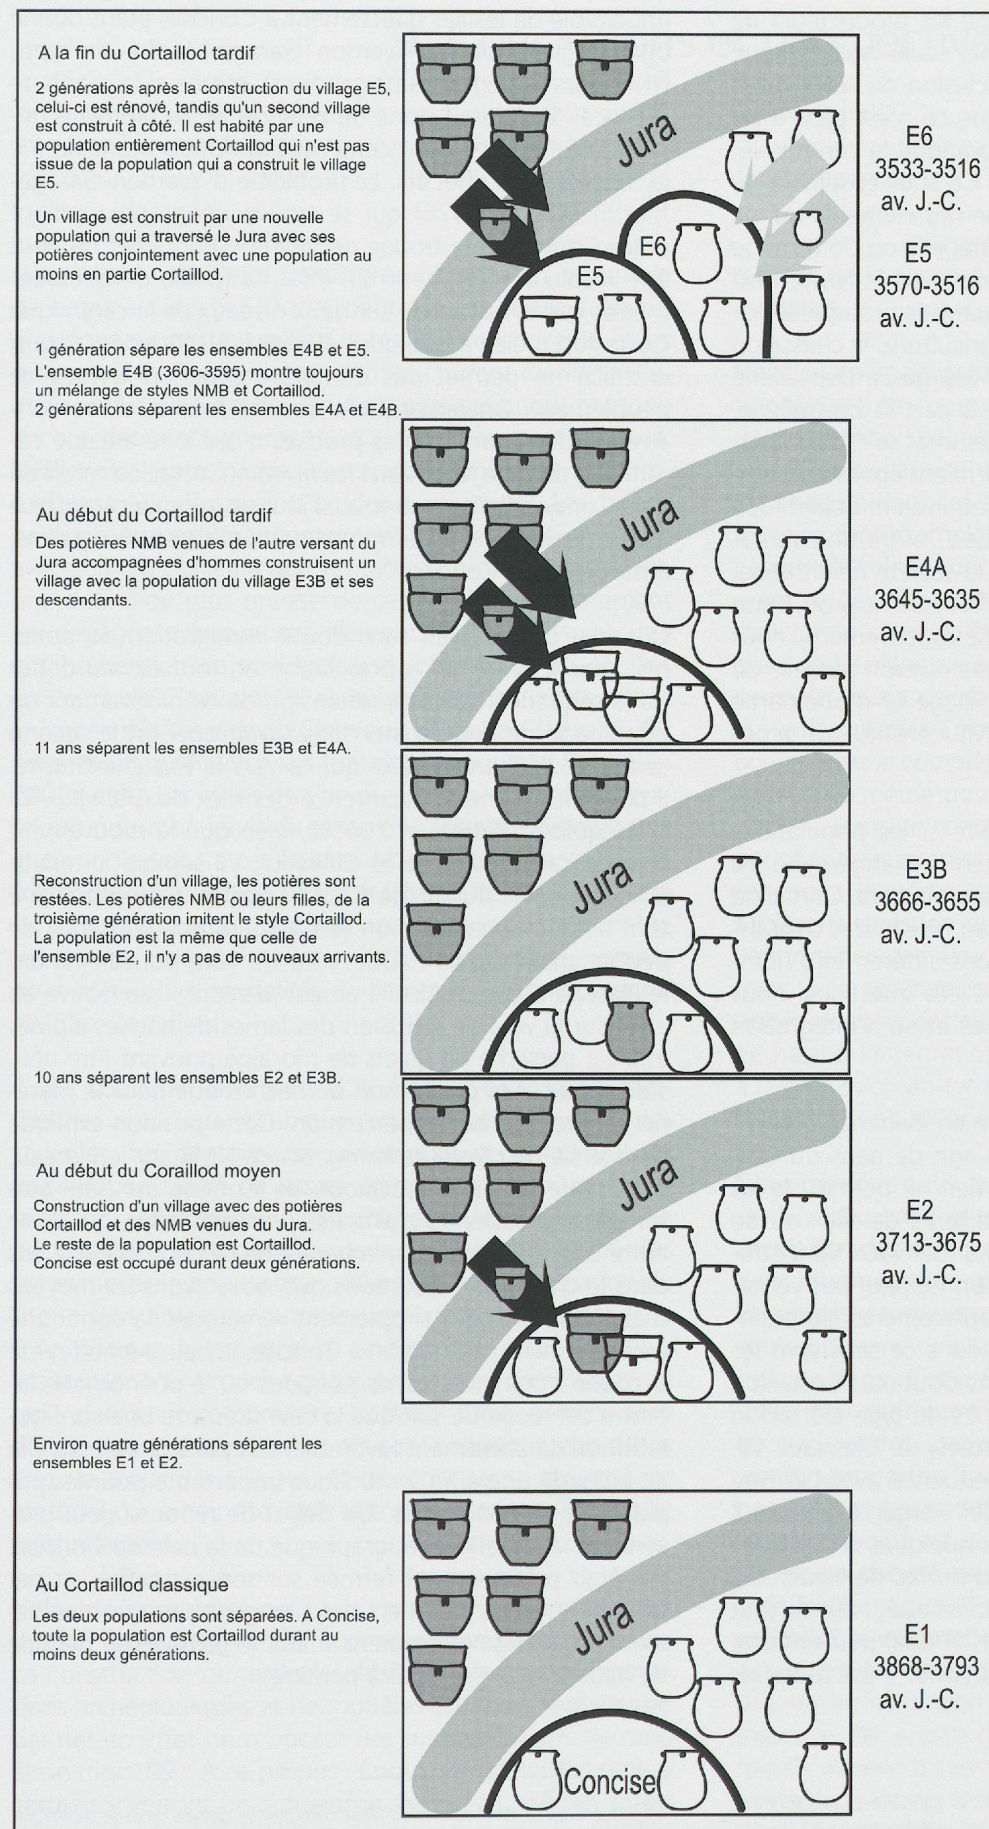 A la fin du Cortaillod tardif
2 générations après la construction du village E5,
celui-ci est rénové, tandis qu'un second village
est construit à côté. Il est habité par une
population entièrement Cortaillod qui n'est pas
issue de la population qui a construit le village
E5.
Un village est construit par une nouvelle
population qui a traversé le Jura avec ses
potières conjointement avec une population au
moins en partie Cortaillod.
Jura
E6
E5
E6
3533-3516
av. J.-C.
E5
3570-3516
av. J.-C.
1 génération sépare les ensembles E4B et E5.
L'ensemble E4B (3606-3595) montre toujours
un mélange de styles NMB et Cortaillod.
2 générations séparent les ensembles E4A et E4B.
Au début du Cortaillod tardif
Des potières NMB venues de l'autre versant du
Jura accompagnées d'hommes construisent un
village avec la population du village E3B et ses
descendants.
Jura
E4A
3645-3635
av. J.-C.
11 ans séparent les ensembles E3B et E4A.
Reconstruction d'un village, les potières sont
restées. Les potières NMB ou leurs filles, de la
troisième génération imitent le style Cortaillod.
La population est la même que celle de
l'ensemble E2, il n'y a pas de nouveaux arrivants.
Jura
E3B
3666-3655
av. J.-C.
10 ans séparent les ensembles E2 et E3B.
Au début du Coraillod moyen
Construction d'un village avec des potières
Cortaillod et des NMB venues du Jura.
Le reste de la population est Cortaillod.
Concise est occupé durant deux générations.
Jura
E2
3713-3675
av. J.-C.
Environ quatre générations séparent les
ensembles E1 et E2.
Au Cortaillod classique
Les deux populations sont séparées. A Concise,
toute la population est Cortaillod durant au
moins deux générations.
Jura
Concise
E1
3868-3793
av. J.-C.